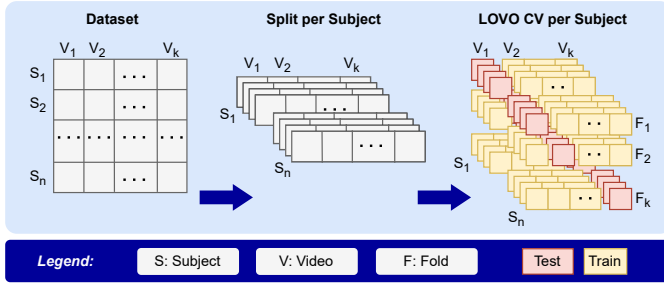 Dataset
Split per Subject
LOVO CV per Subject
V1 V2 Vk
S1
S2
Sn
V1 V2 Vk
S1
Sn
V1 V2 Vk
F1
F2
Fk
S1
Sn
Legend:
S: Subject
V: Video
F: Fold
Test
Train